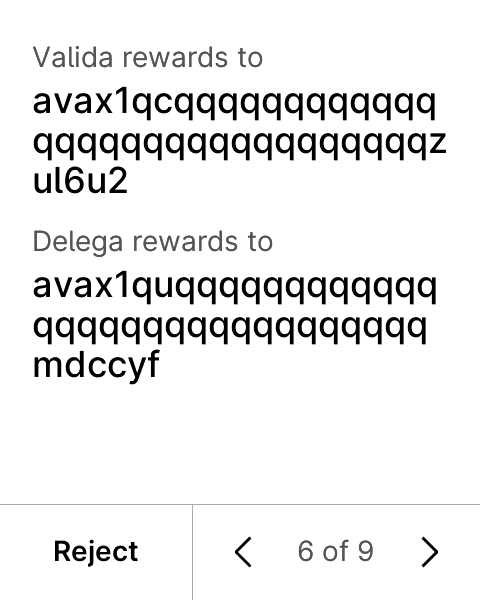 Valida rewards to
avax1qcqqqqqqqqqqqq
qqqqqqqqqqqqqqqqqqz
ul6u2
Delega rewards to
avax1quqqqqqqqqqqqq
qqqqqqqqqqqqqqqqqq
mdccyf
Reject
6 of 9